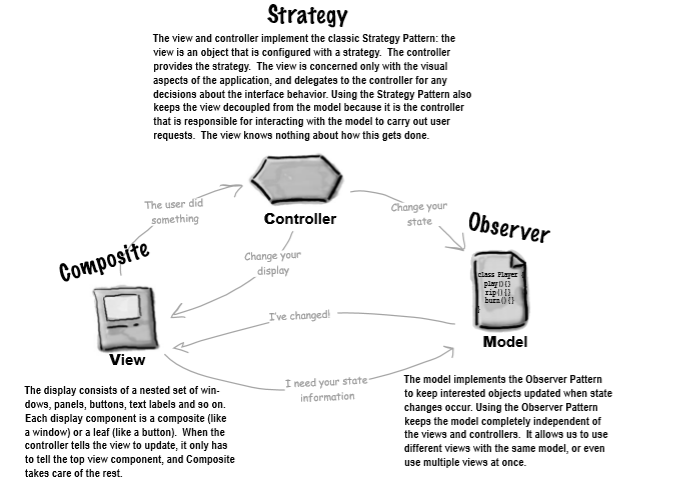 Strategy
The view and controller implement the classic Strategy Pattern: the
view is an object that is configured with a strategy. The controller
provides the strategy. The view is concerned only with the visual
aspects of the application, and delegates to the controller for any
decisions about the interface behavior. Using the Strategy Pattern also
keeps the view decoupled from the model because it is the controller
that is responsible for interacting with the model to carry out user
requests. The view knows nothing about how this gets done.
The user did
something
Controller
Change your
state
Observer
Composite
Change your
display
class Player {
play(){}
rip(){}
burn(){}
}
I've changed!
View
Model
I need your state
information
The display consists of a nested set of win-
dows, panels, buttons, text labels and so on.
Each display component is a composite (like
a window) or a leaf (like a button). When the
controller tells the view to update, it only has
to tell the top view component, and Composite
takes care of the rest.
The model implements the Observer Pattern
to keep interested objects updated when state
changes occur. Using the Observer Pattern
keeps the model completely independent of
the views and controllers. It allows us to use
different views with the same model, or even
use multiple views at once.